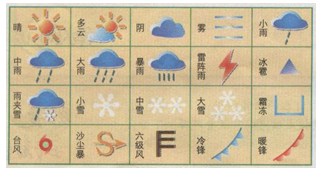 晴 多云 阴 雾 小雨
中雨 大雨 暴雨 雷阵雨 冰雹
雨夹雪 小雪 中雪 大雪 霜冻
台风 沙尘暴 六级风 冷锋 暖锋